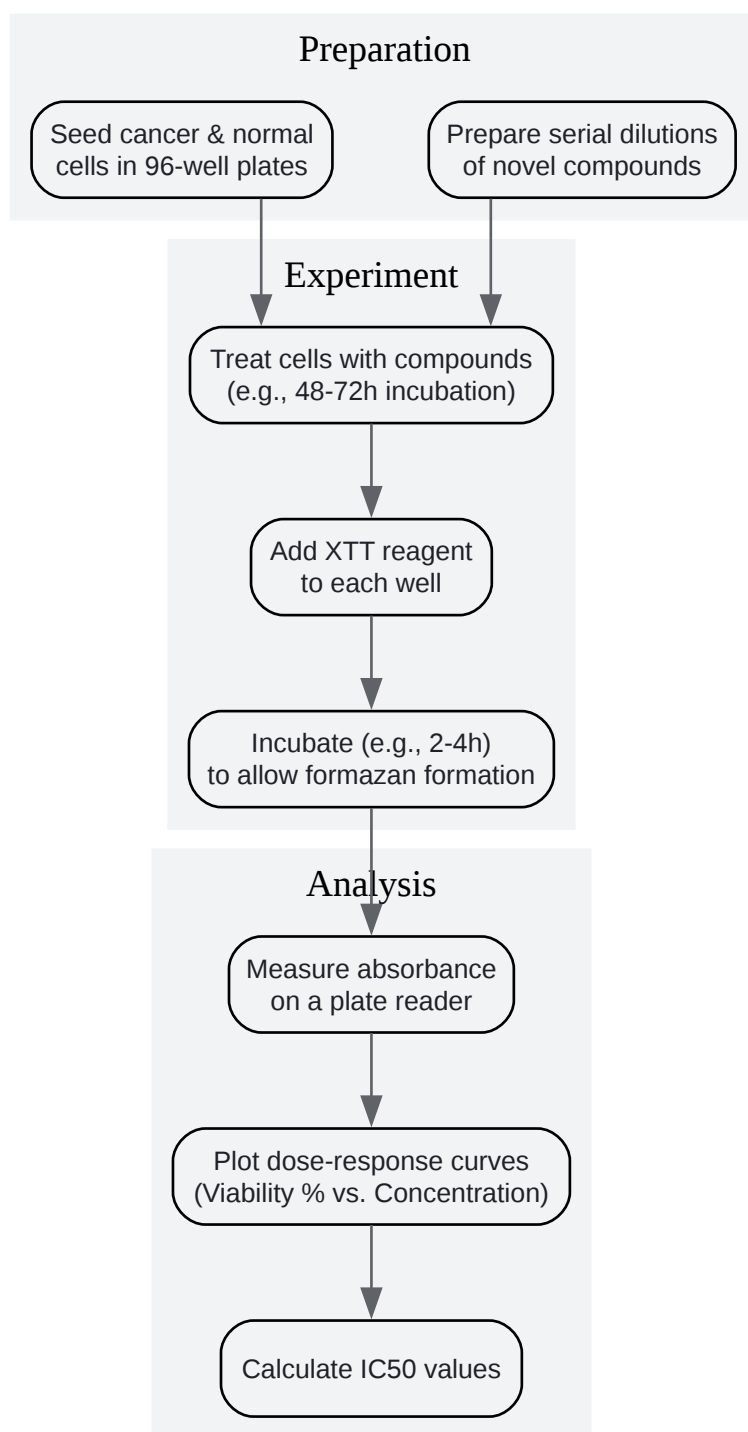 Preparation
Seed cancer & normal
cells in 96-well plates
Prepare serial dilutions
of novel compounds
Experiment
Treat cells with compounds
(e.g., 48-72h incubation)
Add XTT reagent
to each well
Incubate (e.g., 2-4h)
to allow formazan formation
Analysis
Measure absorbance
on a plate reader
Plot dose-response curves
(Viability % vs. Concentration)
Calculate IC50 values